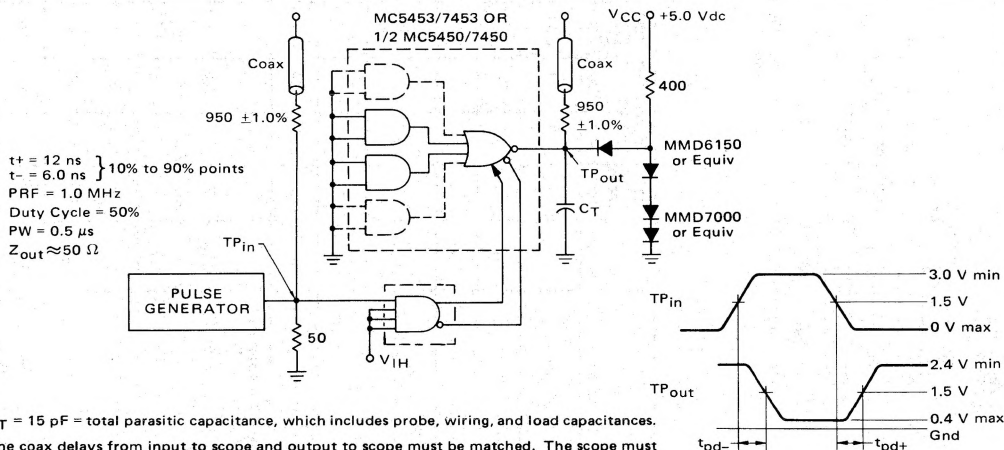 MC5453/7453 OR
1/2 MC5450/7450
VCC +5.0 Vdc
Coax
Coax
400
950 ±1.0%
950
±1.0%
MMD6150
or Equiv
TPout
CT
MMD7000
or Equiv
t+ = 12 ns
t− = 6.0 ns } 10% to 90% points
PRF = 1.0 MHz
Duty Cycle = 50%
PW = 0.5 µs
Zout ≈ 50 Ω
TPin
PULSE
GENERATOR
50
VIH
TPin
3.0 V min
1.5 V
0 V max
TPout
2.4 V min
1.5 V
0.4 V max
Gnd
tpd−
tpd+
T = 15 pF = total parasitic capacitance, which includes probe, wiring, and load capacitances.
coax delays from input to scope and output to scope must be matched. The scope must